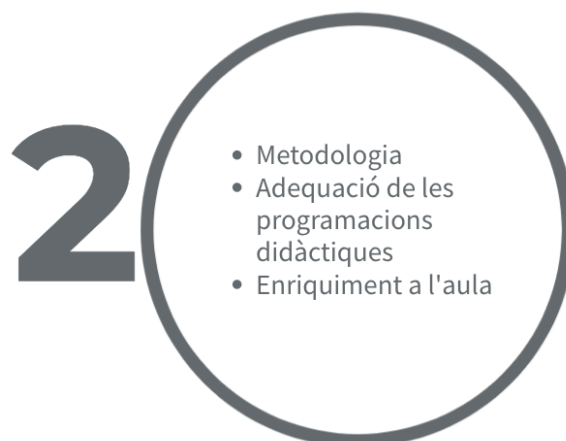 2
• Metodologia
• Adequació de les
programacions
didàctiques
• Enriquiment a l'aula